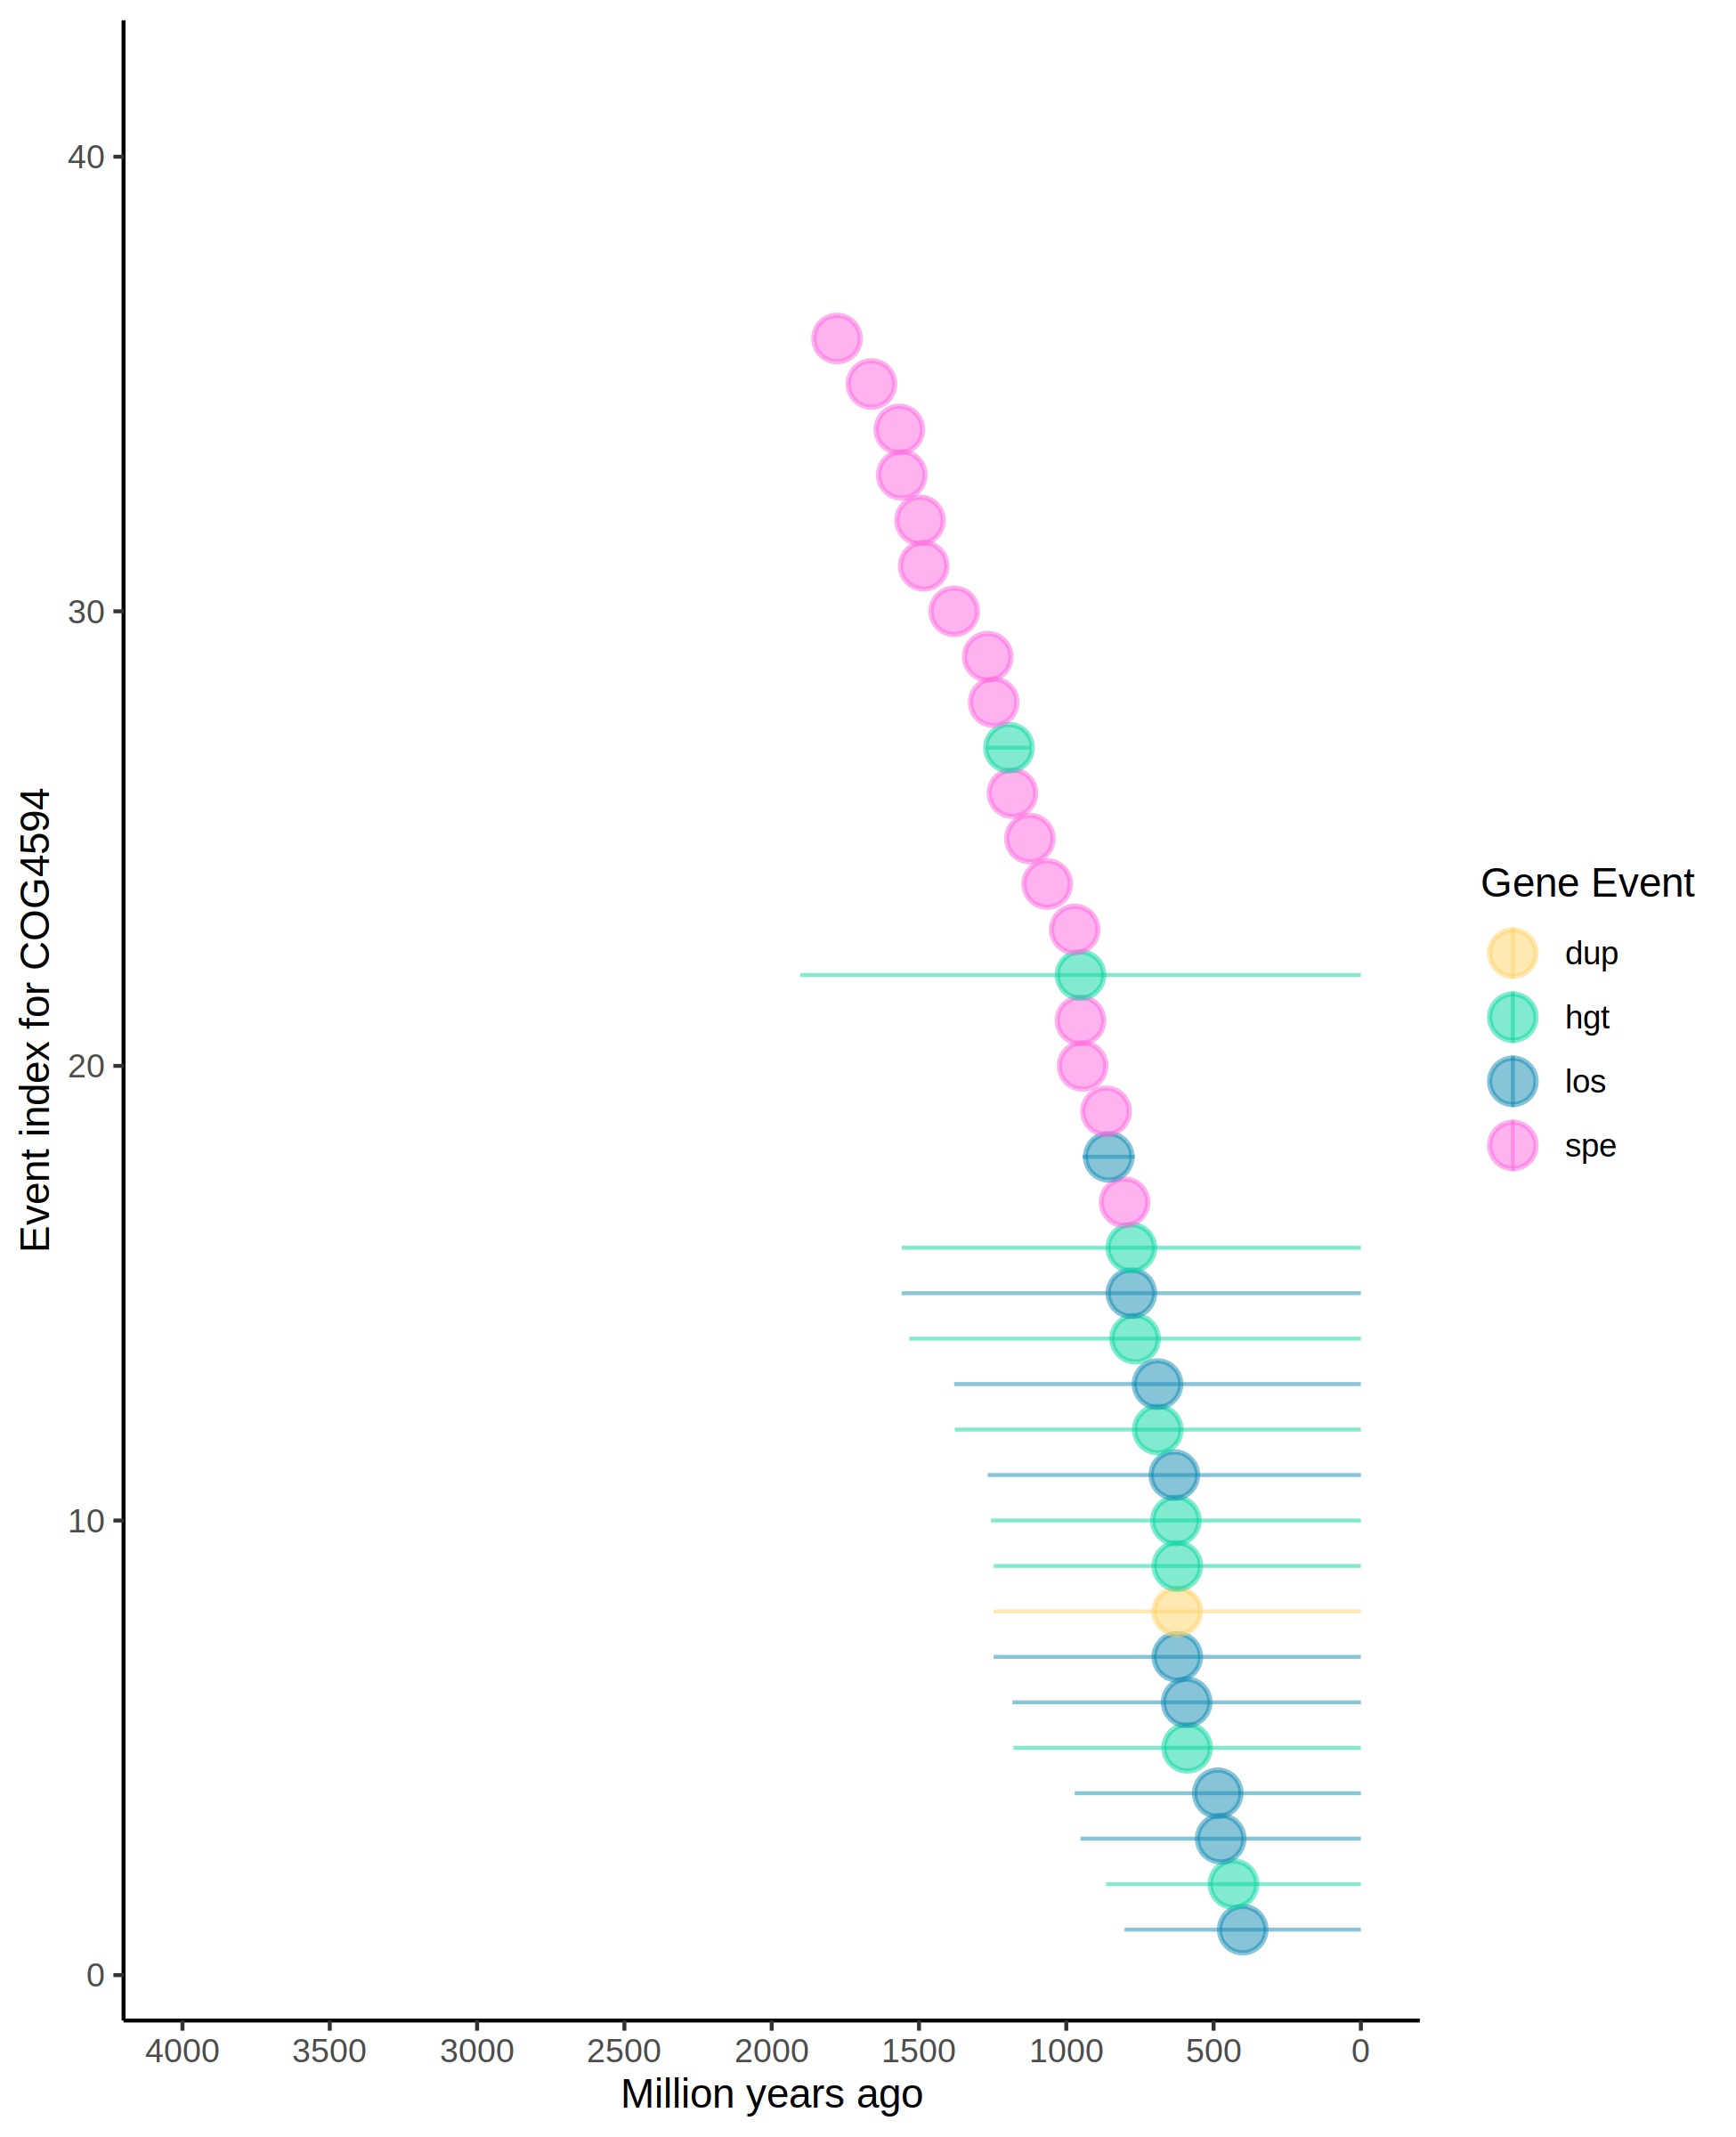 40
30
20
10
0
Event index for COG4594
4000 3500 3000 2500 2000 1500 1000 500 0
Million years ago
Gene Event
dup
hgt
los
spe